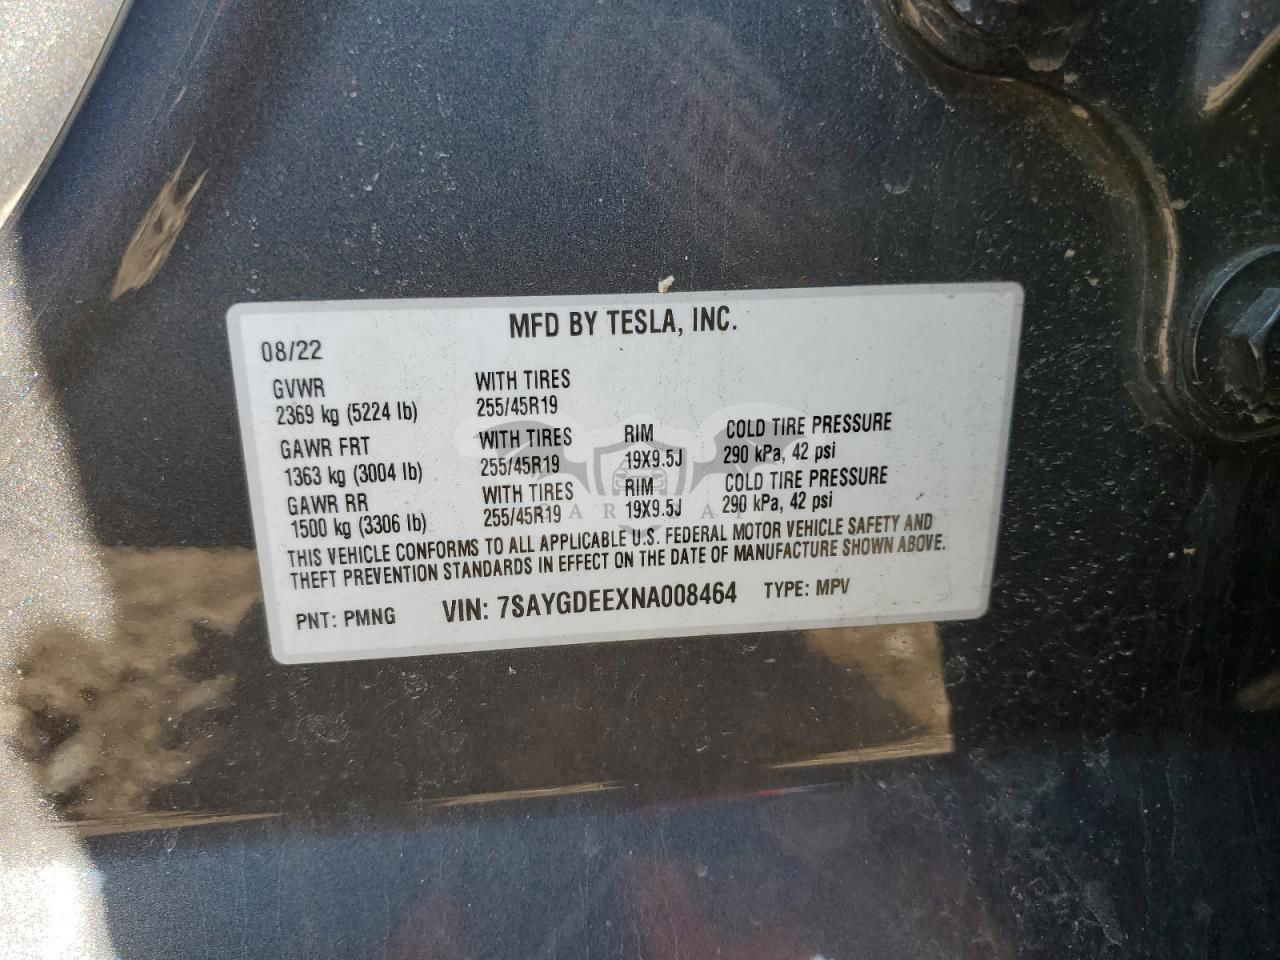 MFD BY TESLA, INC.
08/22
GVWR WITH TIRES
2369 kg (5224 lb) 255/45R19
GAWR FRT WITH TIRES RIM COLD TIRE PRESSURE
1363 kg (3004 lb) 255/45R19 19X9.5J 290 kPa, 42 psi
GAWR RR WITH TIRES RIM COLD TIRE PRESSURE
1500 kg (3306 lb) 255/45R19 19X9.5J 290 kPa, 42 psi
THIS VEHICLE CONFORMS TO ALL APPLICABLE U.S. FEDERAL MOTOR VEHICLE SAFETY AND
THEFT PREVENTION STANDARDS IN EFFECT ON THE DATE OF MANUFACTURE SHOWN ABOVE.
PNT: PMNG VIN: 7SAYGDEEXNA008464 TYPE: MPV